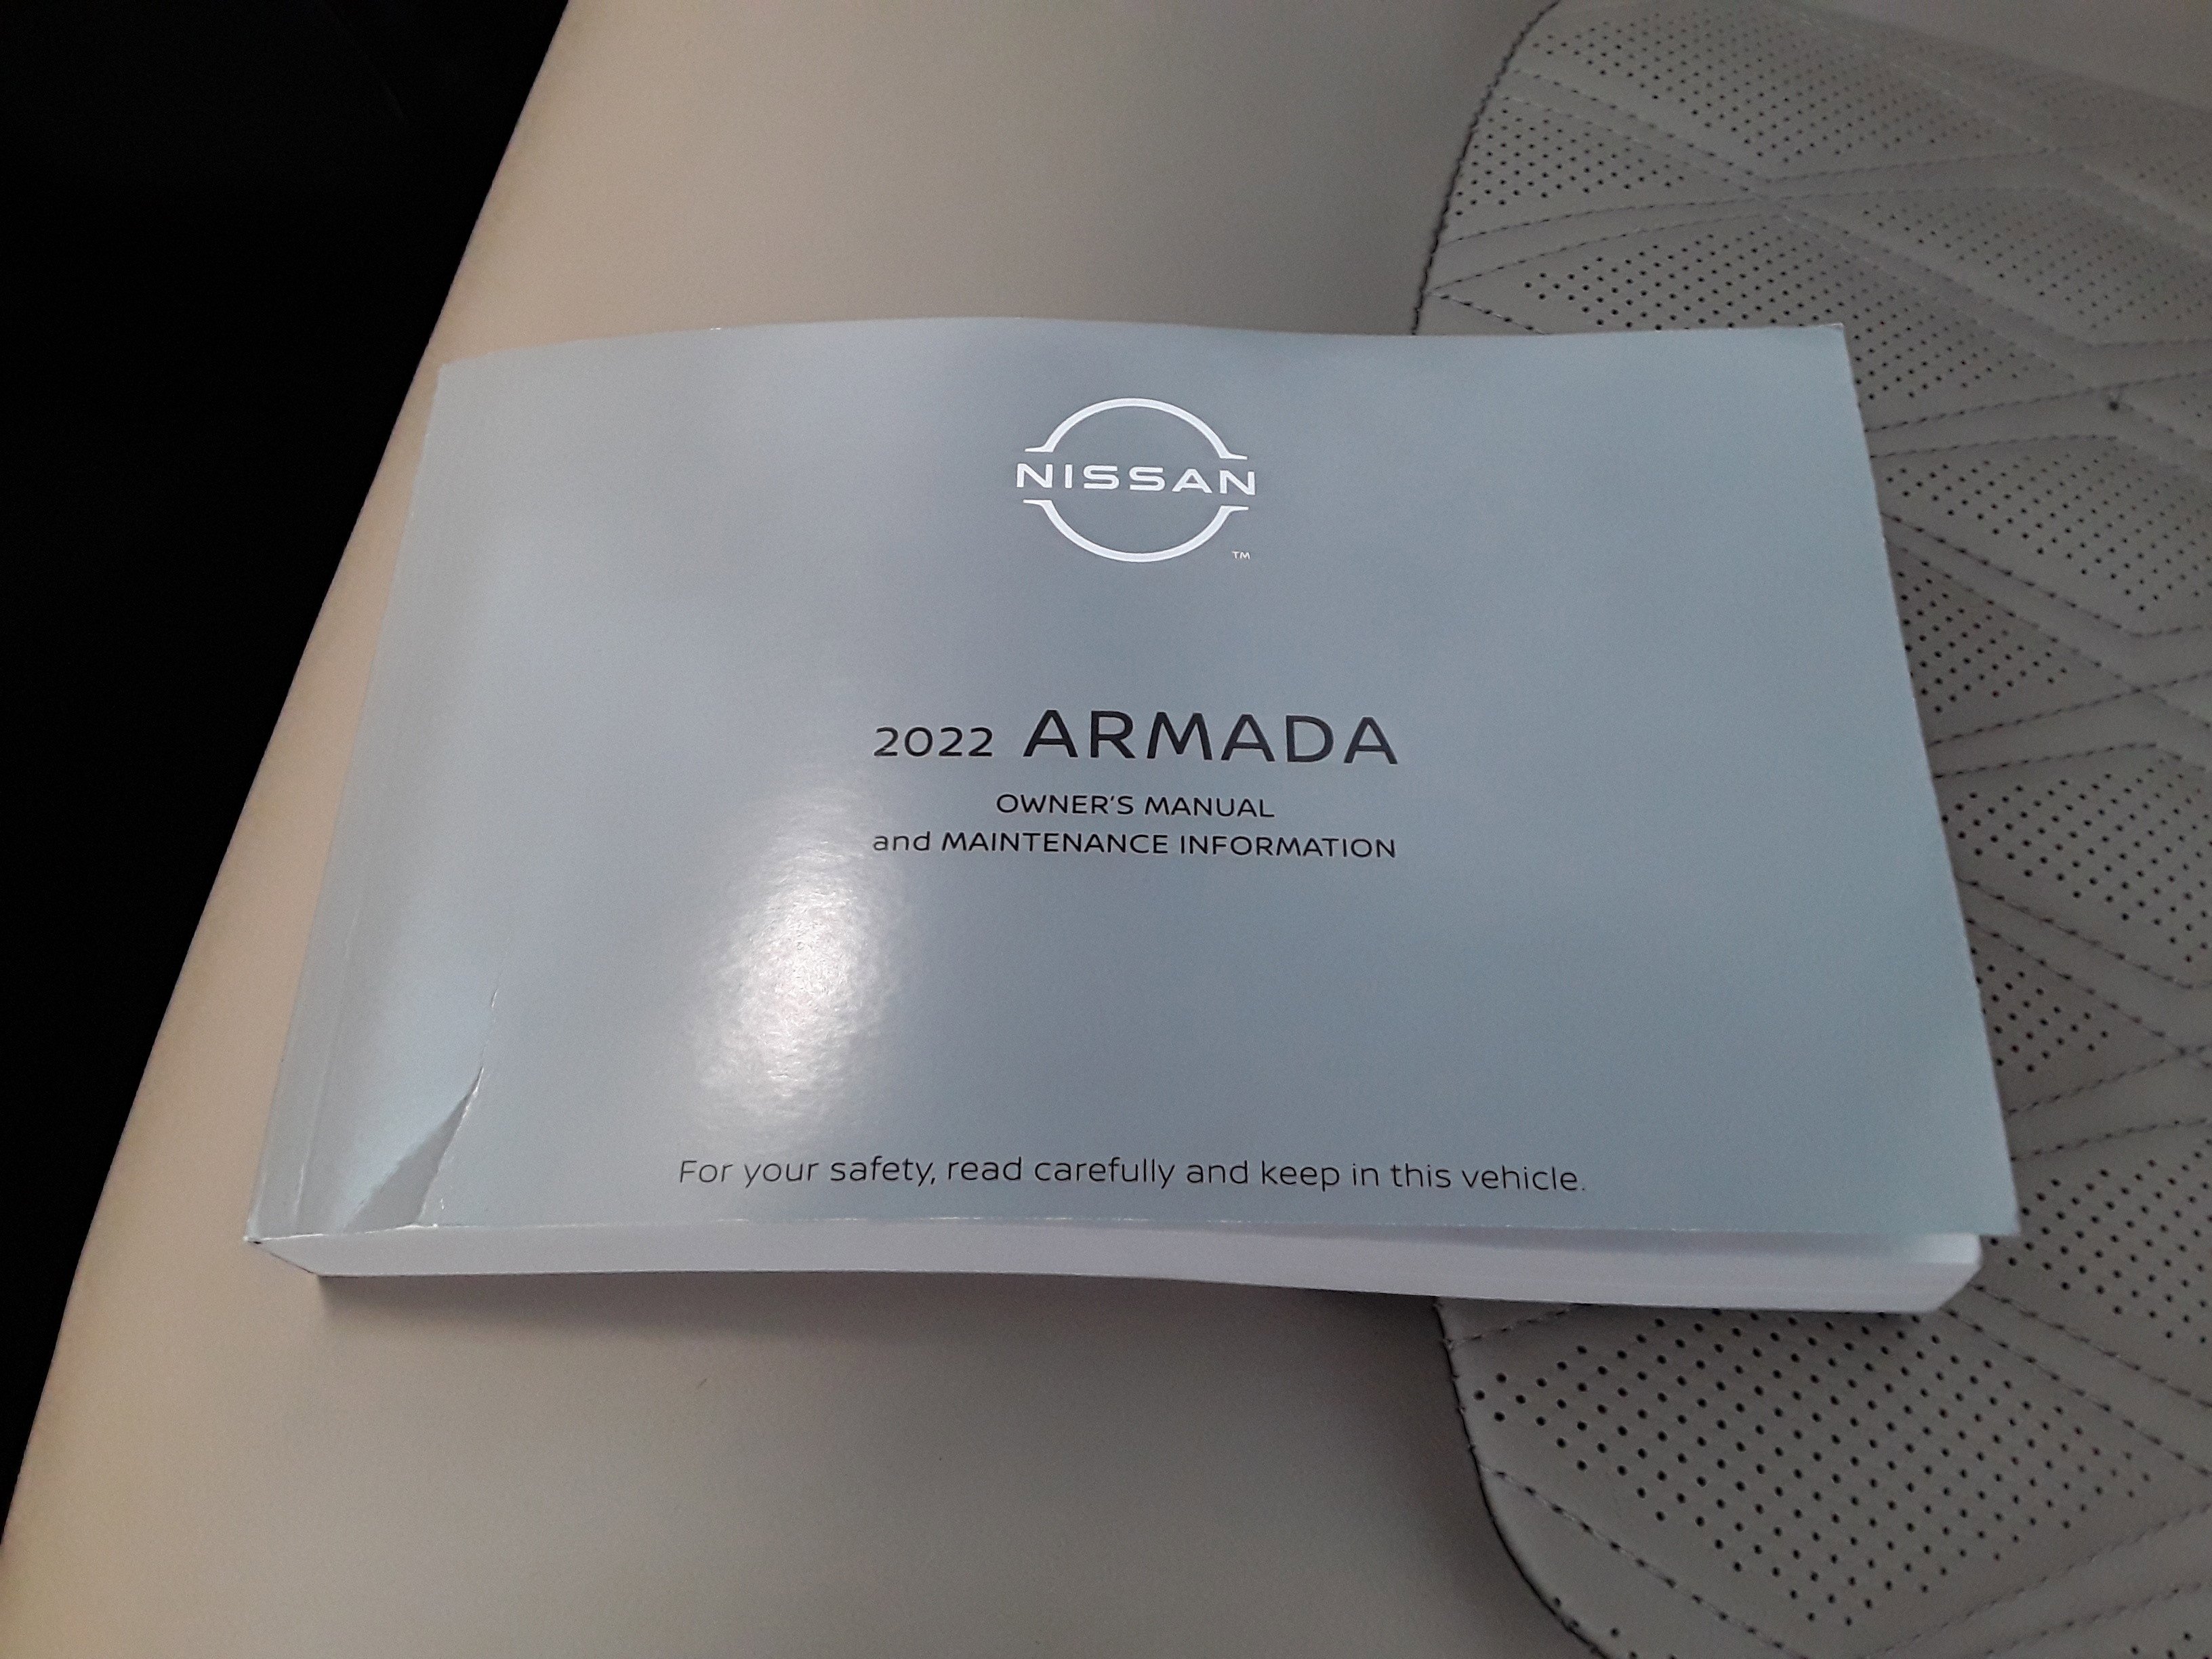 NISSAN
™
2022 ARMADA
OWNER'S MANUAL
and MAINTENANCE INFORMATION
For your safety, read carefully and keep in this vehicle.